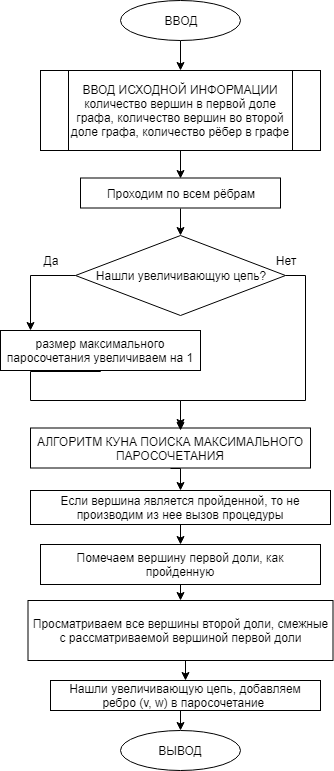 ВВОД
ВВОД ИСХОДНОЙ ИНФОРМАЦИИ
количество вершин в первой доле
графа, количество вершин во второй
доле графа, количество рёбер в графе
Проходим по всем рёбрам
Да
Нет
Нашли увеличивающую цепь?
размер максимального
паросочетания увеличиваем на 1
АЛГОРИТМ КУНА ПОИСКА МАКСИМАЛЬНОГО
ПАРОСОЧЕТАНИЯ
Если вершина является пройденной, то не
производим из нее вызов процедуры
Помечаем вершину первой доли, как
пройденную
Просматриваем все вершины второй доли, смежные
с рассматриваемой вершиной первой доли
Нашли увеличивающую цепь, добавляем
ребро (v, w) в паросочетание
ВЫВОД